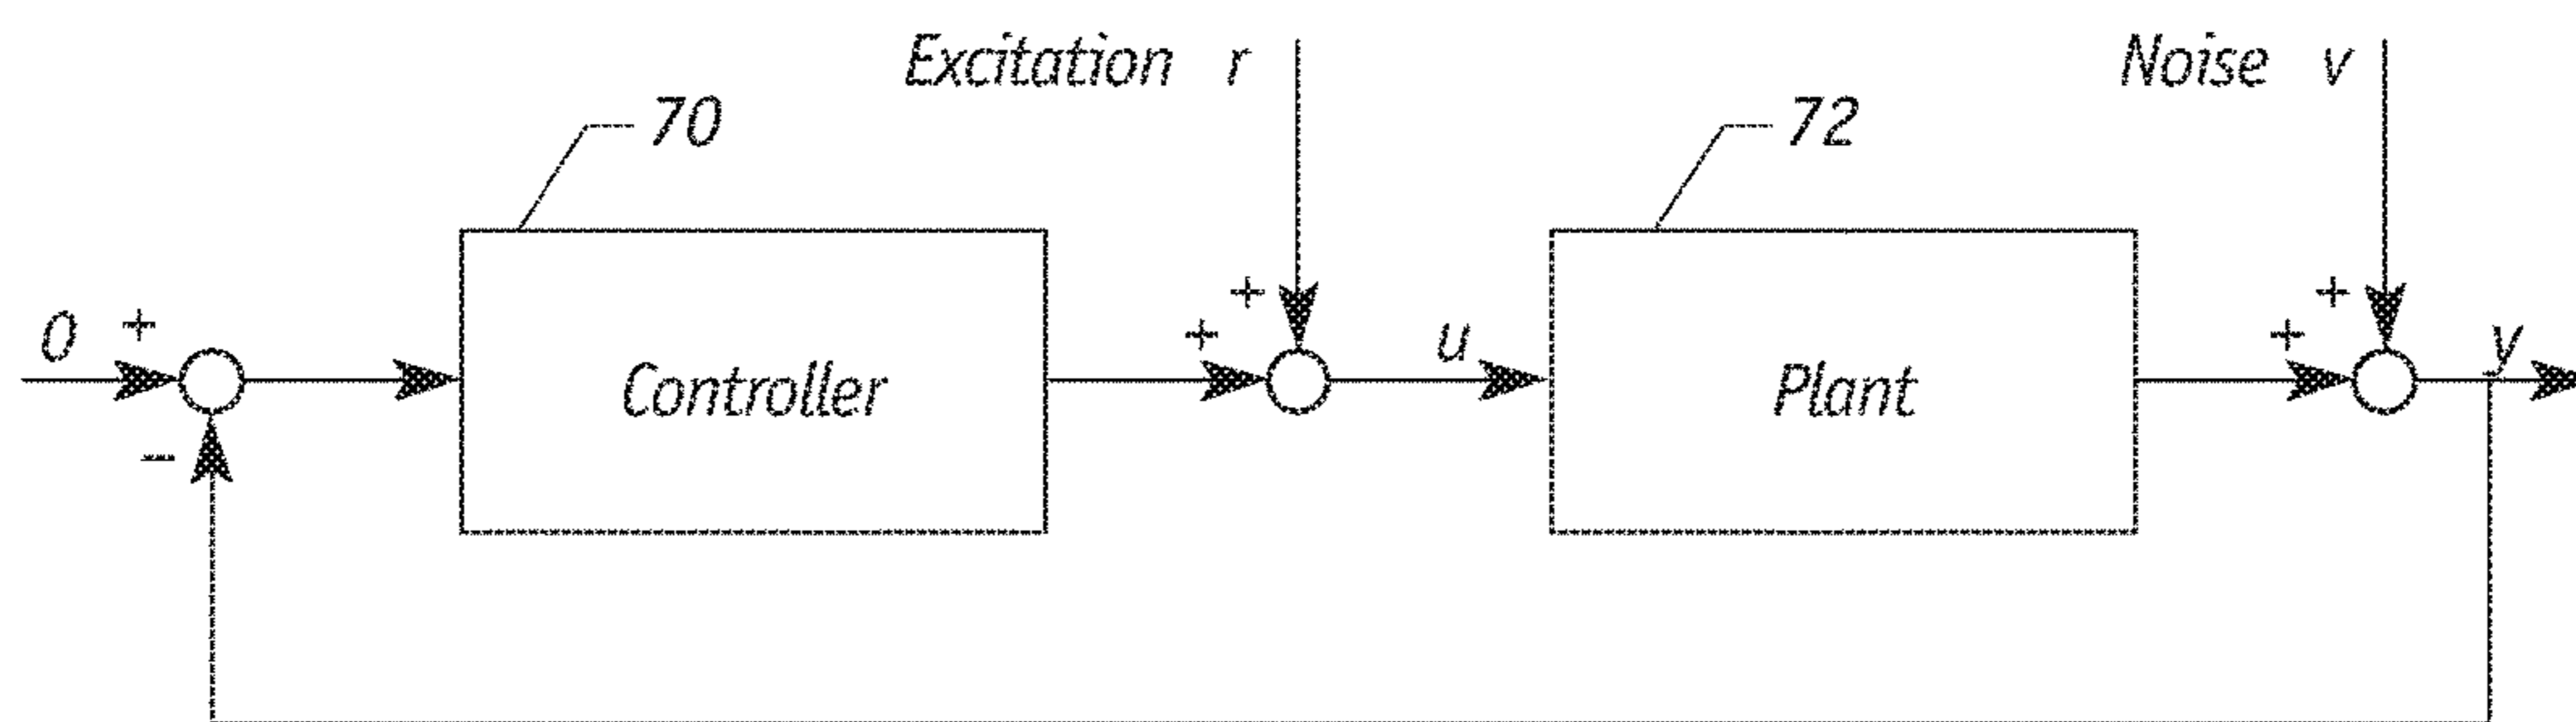 Excitation r
Noise v
70
72
0 +
+
+
u
+
+
y
Controller
Plant
−